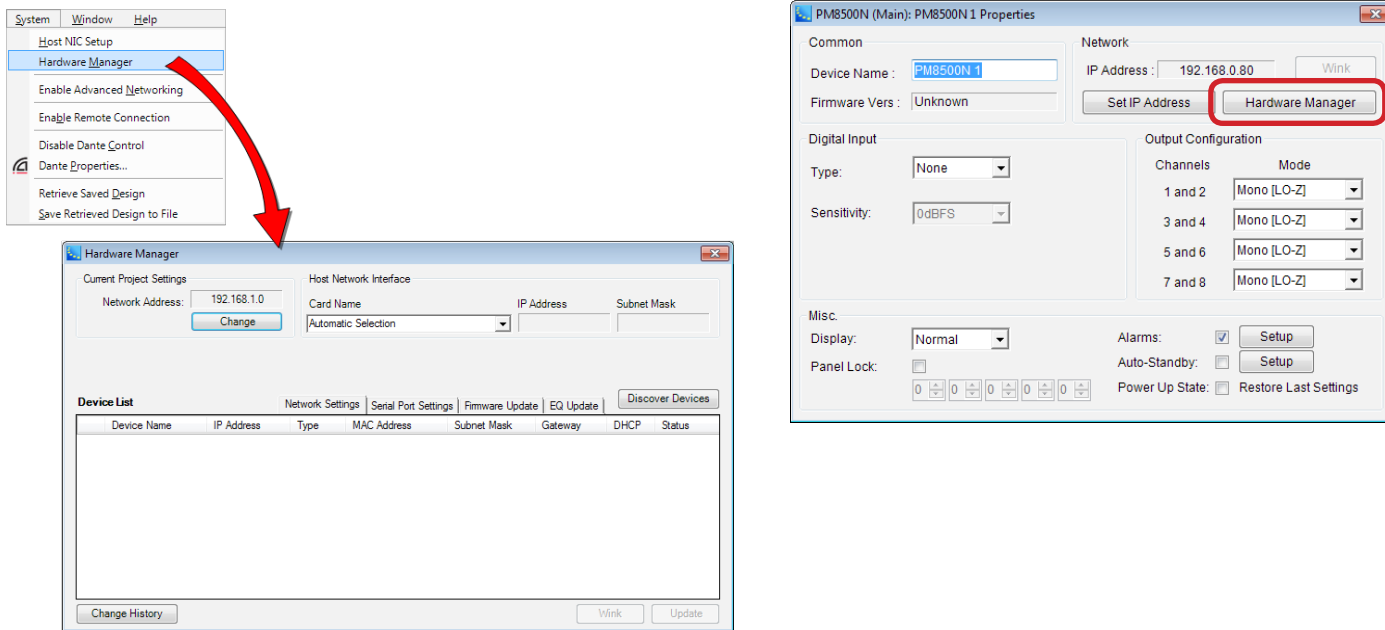 System Window Help
Host NIC Setup
Hardware Manager
Enable Advanced Networking
Enable Remote Connection
Disable Dante Control
Dante Properties...
Retrieve Saved Design
Save Retrieved Design to File
Hardware Manager
Current Project Settings
Network Address: 192.168.1.0
Change
Host Network Interface
Card Name IP Address Subnet Mask
Automatic Selection
Device List
Network Settings Serial Port Settings Firmware Update EQ Update Discover Devices
Device Name IP Address Type MAC Address Subnet Mask Gateway DHCP Status
Change History Wink Update
PM8500N (Main): PM8500N 1 Properties
Common
Device Name : PM8500N 1
Firmware Vers : Unknown
Network
IP Address : 192.168.0.80 Wink
Set IP Address Hardware Manager
Digital Input
Type: None
Sensitivity: 0dBFS
Output Configuration
Channels Mode
1 and 2 Mono [LO-Z]
3 and 4 Mono [LO-Z]
5 and 6 Mono [LO-Z]
7 and 8 Mono [LO-Z]
Misc.
Display: Normal
Panel Lock:
0 0 0 0 0
Alarms: Setup
Auto-Standby: Setup
Power Up State: Restore Last Settings